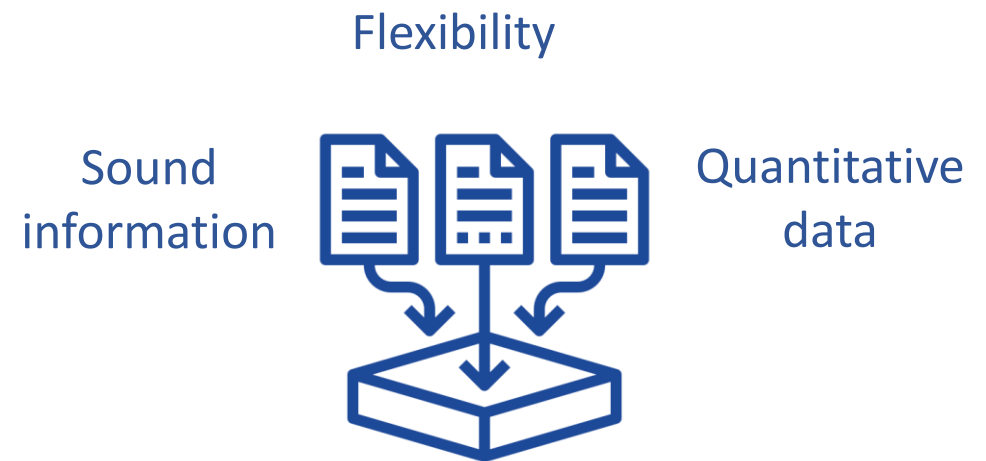 Flexibility
Sound
information
Quantitative
data